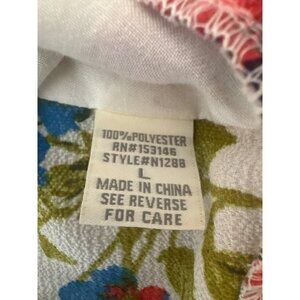 100%POLYESTER
RN#153146
STYLE#N1288
L
MADE IN CHINA
SEE REVERSE
FOR CARE